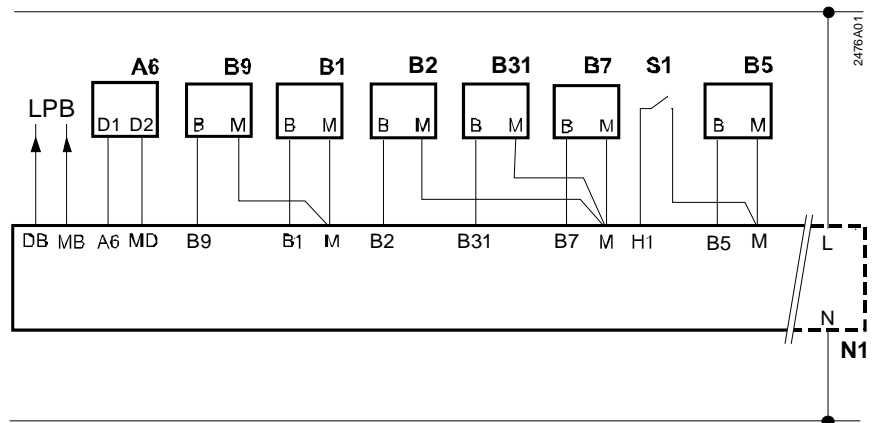 2476A01
A6 B9 B1 B2 B31 B7 S1 B5
LPB
D1 D2 B M B M B M B M B M B M
DB MB A6 MD B9 B1 M B2 B31 B7 M H1 B5 M L
N
N1